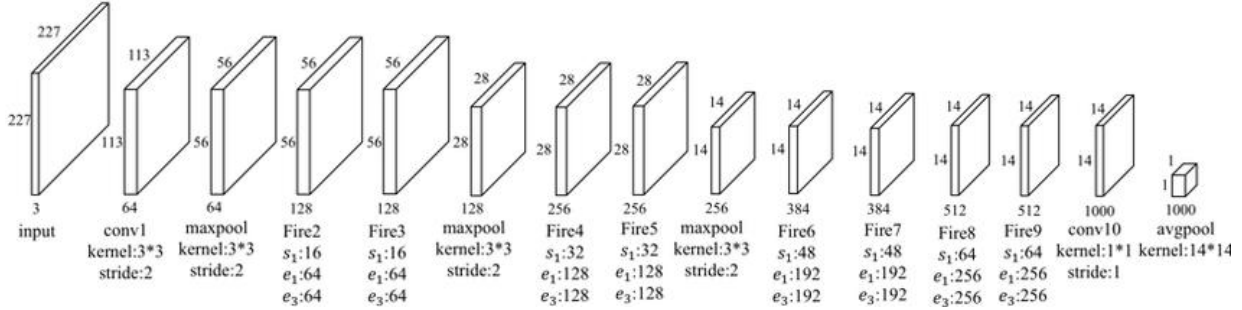 227
227
3
input
113
113
64
conv1
kernel:3*3
stride:2
56
56
64
maxpool
kernel:3*3
stride:2
56
56
128
Fire2
s₁:16
e₁:64
e₃:64
56
56
128
Fire3
s₁:16
e₁:64
e₃:64
28
28
128
maxpool
kernel:3*3
stride:2
28
28
256
Fire4
s₁:32
e₁:128
e₃:128
28
28
256
Fire5
s₁:32
e₁:128
e₃:128
14
14
256
maxpool
kernel:3*3
stride:2
14
14
384
Fire6
s₁:48
e₁:192
e₃:192
14
14
384
Fire7
s₁:48
e₁:192
e₃:192
14
14
512
Fire8
s₁:64
e₁:256
e₃:256
14
14
512
Fire9
s₁:64
e₁:256
e₃:256
14
14
1000
conv10
kernel:1*1
stride:1
1
1
1000
avgpool
kernel:14*14